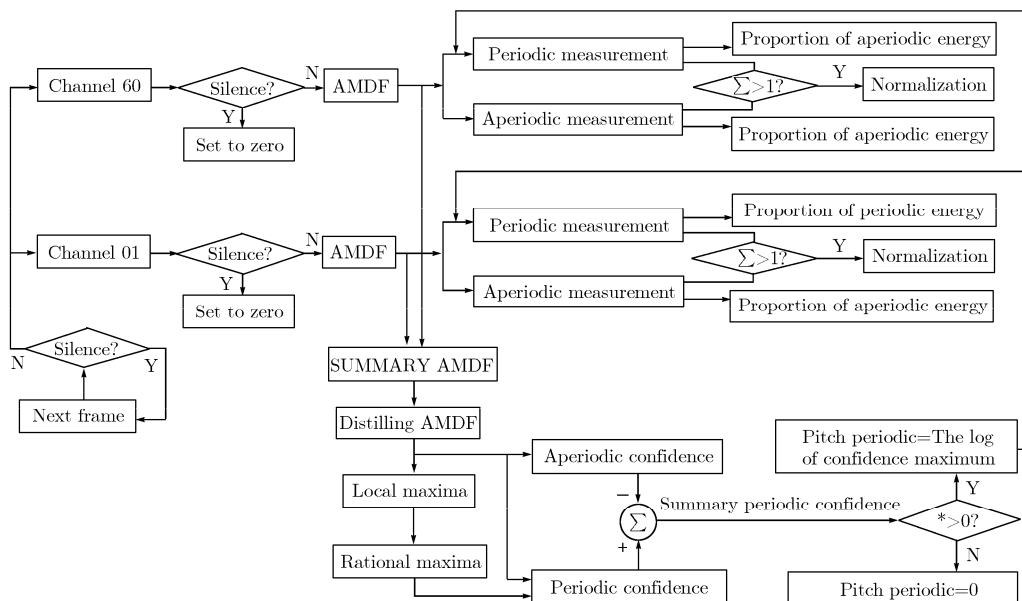 Periodic measurement
Proportion of aperiodic energy
Channel 60
Silence?
N
AMDF
∑>1?
Y
Normalization
Y
Set to zero
Aperiodic measurement
Proportion of aperiodic energy
Periodic measurement
Proportion of periodic energy
Channel 01
Silence?
N
AMDF
∑>1?
Y
Normalization
Y
Set to zero
Aperiodic measurement
Proportion of aperiodic energy
Silence?
N
Y
Next frame
SUMMARY AMDF
Distilling AMDF
Local maxima
Rational maxima
Aperiodic confidence
−
∑
+
Periodic confidence
Summary periodic confidence
Pitch periodic=The log
of confidence maximum
Y
*>0?
N
Pitch periodic=0